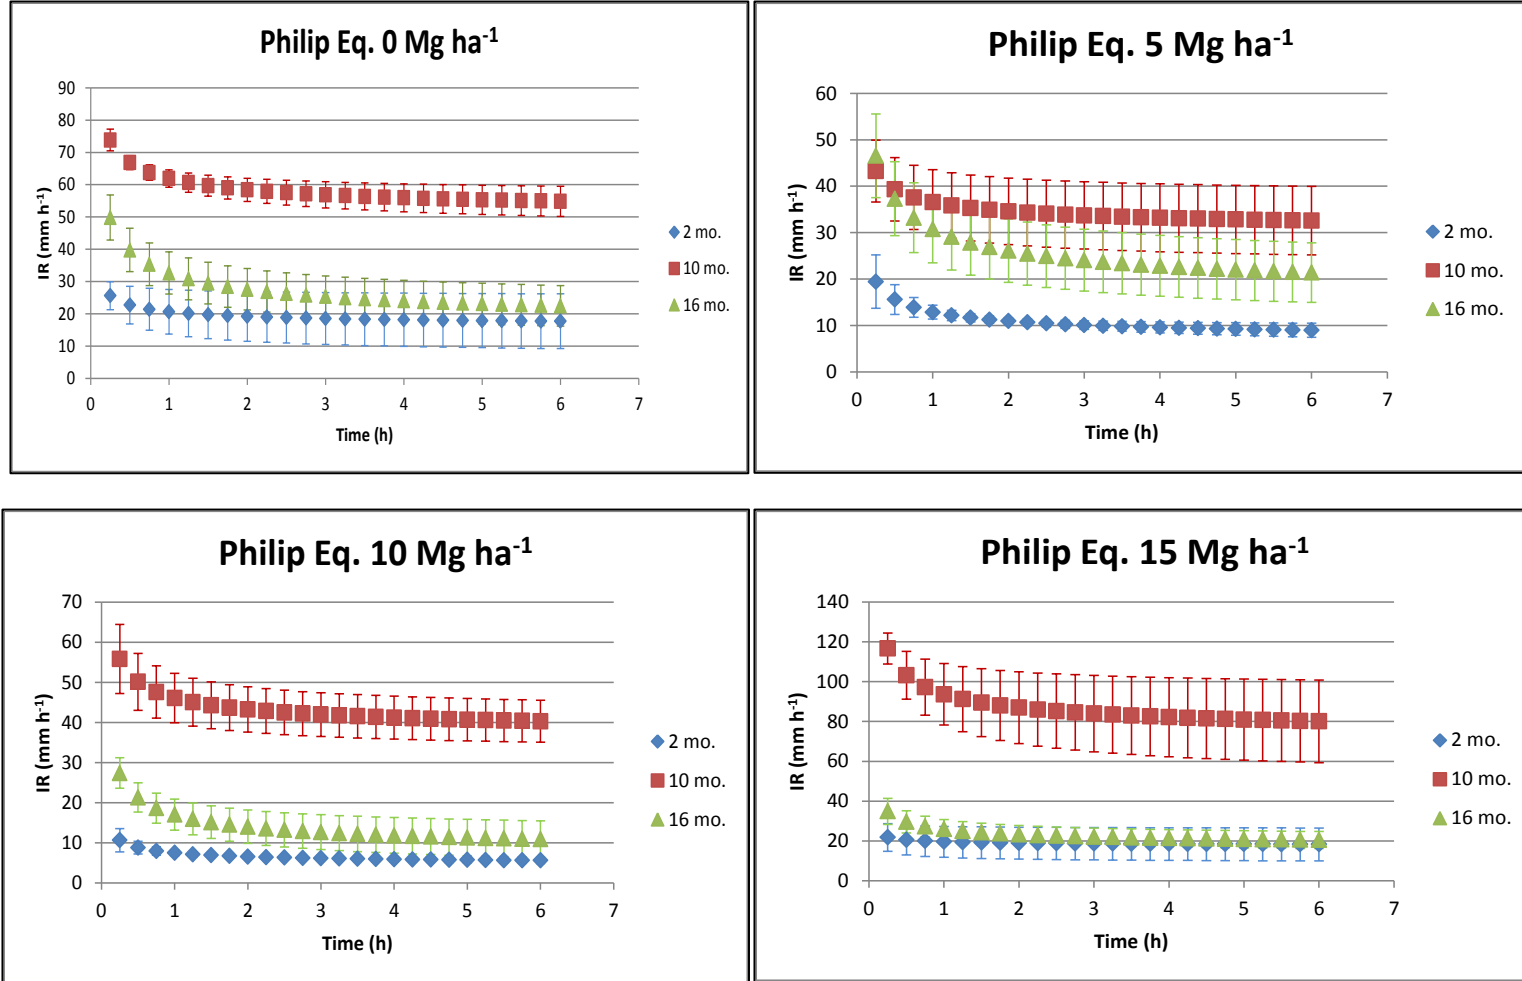 Philip Eq. 0 Mg ha⁻¹
90
80
70
60
50
40
30
20
10
0
IR (mm h⁻¹)
0 1 2 3 4 5 6 7
Time (h)
2 mo.
10 mo.
16 mo.
Philip Eq. 5 Mg ha⁻¹
60
50
40
30
20
10
0
IR (mm h⁻¹)
0 1 2 3 4 5 6 7
Time (h)
2 mo.
10 mo.
16 mo.
Philip Eq. 10 Mg ha⁻¹
70
60
50
40
30
20
10
0
IR (mm h⁻¹)
0 1 2 3 4 5 6 7
Time (h)
2 mo.
10 mo.
16 mo.
Philip Eq. 15 Mg ha⁻¹
140
120
100
80
60
40
20
0
IR (mm h⁻¹)
0 1 2 3 4 5 6 7
Time (h)
2 mo.
10 mo.
16 mo.